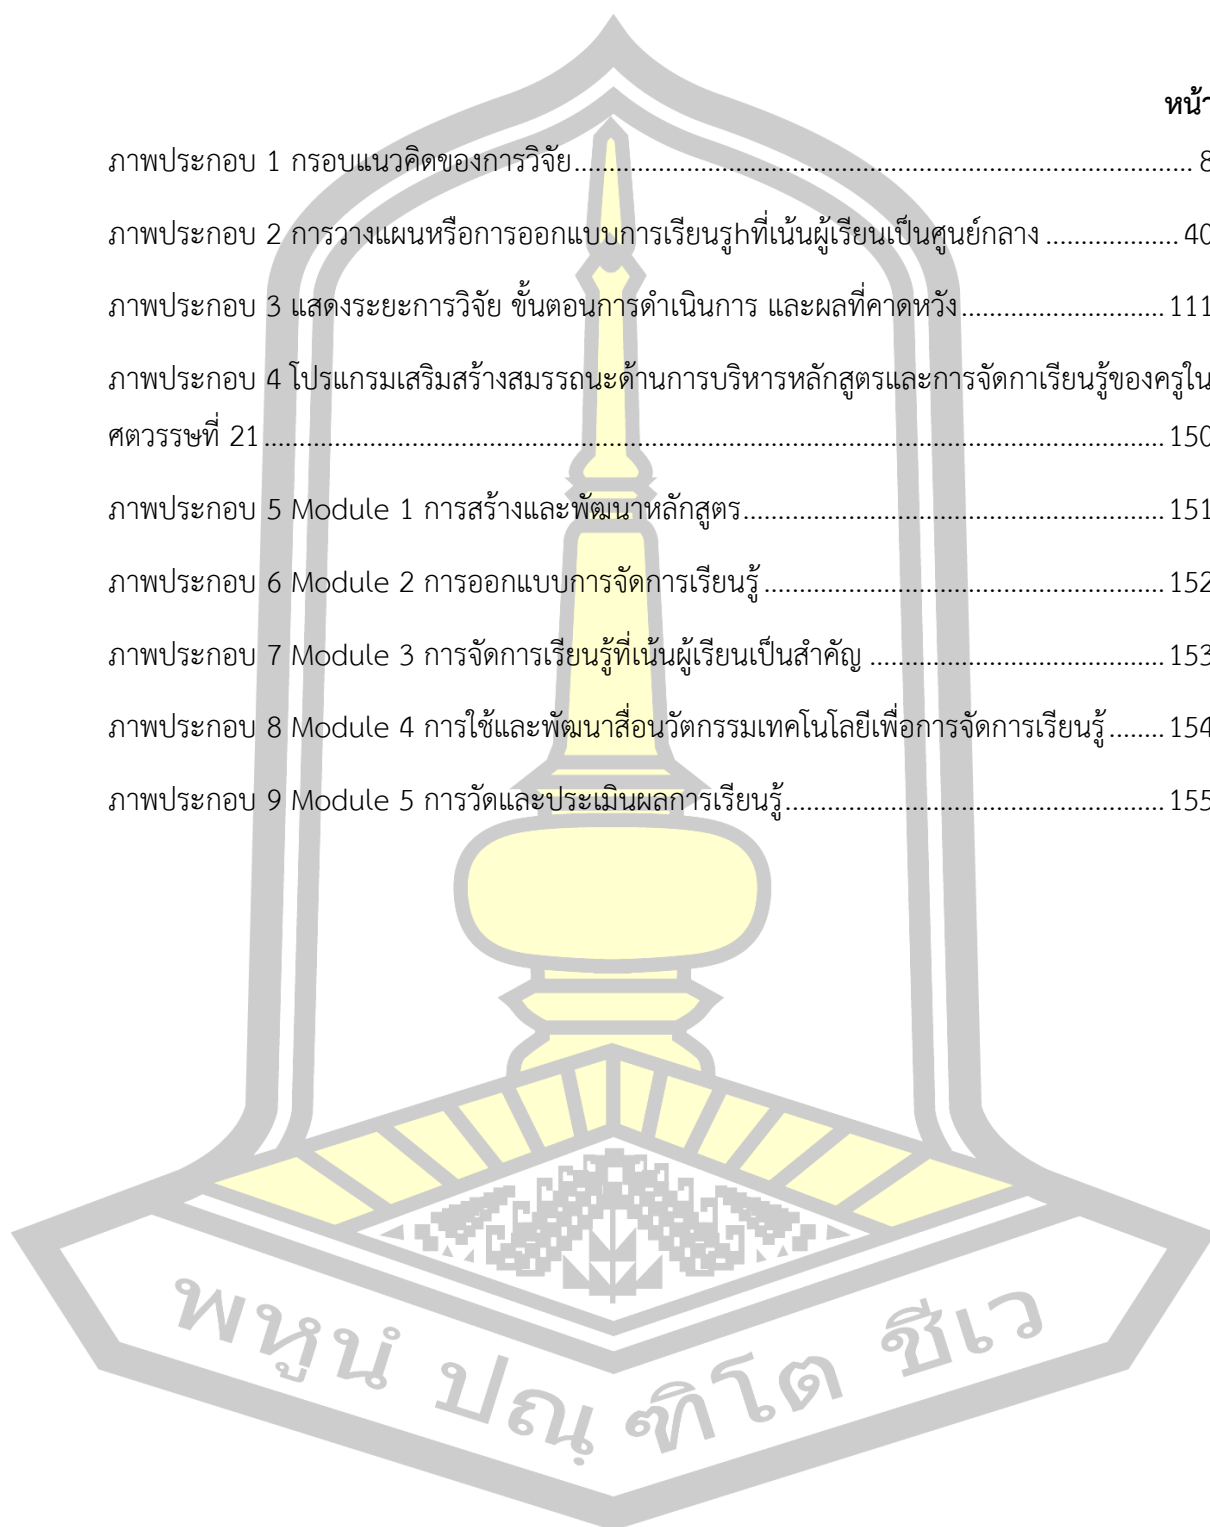 หน้า
ภาพประกอบ 1 กรอบแนวคิดของการวิจัย.......................................................................................... 8
ภาพประกอบ 2 การวางแผนหรือการออกแบบการเรียนรูhที่เน้นผู้เรียนเป็นศูนย์กลาง ................... 40
ภาพประกอบ 3 แสดงระยะการวิจัย ขั้นตอนการดำเนินการ และผลที่คาดหวัง............................. 111
ภาพประกอบ 4 โปรแกรมเสริมสร้างสมรรถนะด้านการบริหารหลักสูตรและการจัดกาเรียนรู้ของครูใน
ศตวรรษที่ 21................................................................................................................................... 150
ภาพประกอบ 5 Module 1 การสร้างและพัฒนาหลักสูตร............................................................. 151
ภาพประกอบ 6 Module 2 การออกแบบการจัดการเรียนรู้.......................................................... 152
ภาพประกอบ 7 Module 3 การจัดการเรียนรู้ที่เน้นผู้เรียนเป็นสำคัญ ........................................... 153
ภาพประกอบ 8 Module 4 การใช้และพัฒนาสื่อนวัตกรรมเทคโนโลยีเพื่อการจัดการเรียนรู้........ 154
ภาพประกอบ 9 Module 5 การวัดและประเมินผลการเรียนรู้....................................................... 155
พหูนํ ปณฺฑิโต ชีเว